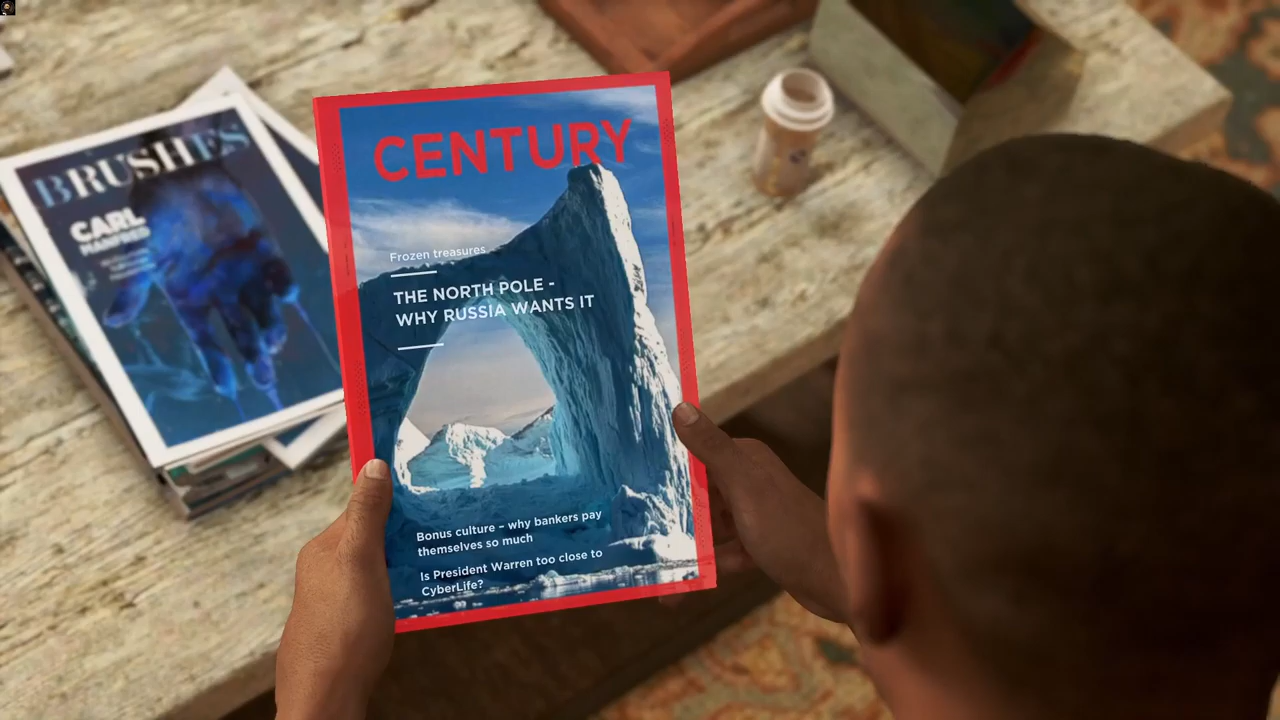 BRUSHES
CARL
MANFRED
CENTURY
Frozen treasures
THE NORTH POLE -
WHY RUSSIA WANTS IT
Bonus culture – why bankers pay
themselves so much
Is President Warren too close to
CyberLife?